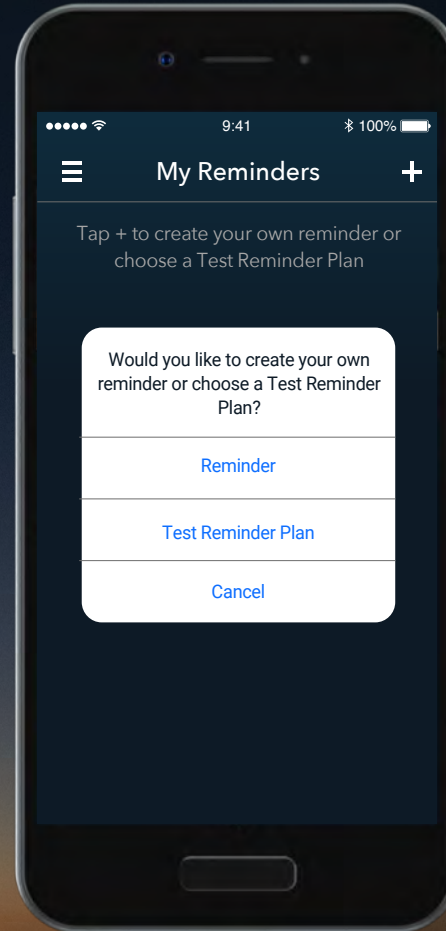 9:41
100%
My Reminders
Tap + to create your own reminder or
choose a Test Reminder Plan
Would you like to create your own
reminder or choose a Test Reminder
Plan?
Reminder
Test Reminder Plan
Cancel